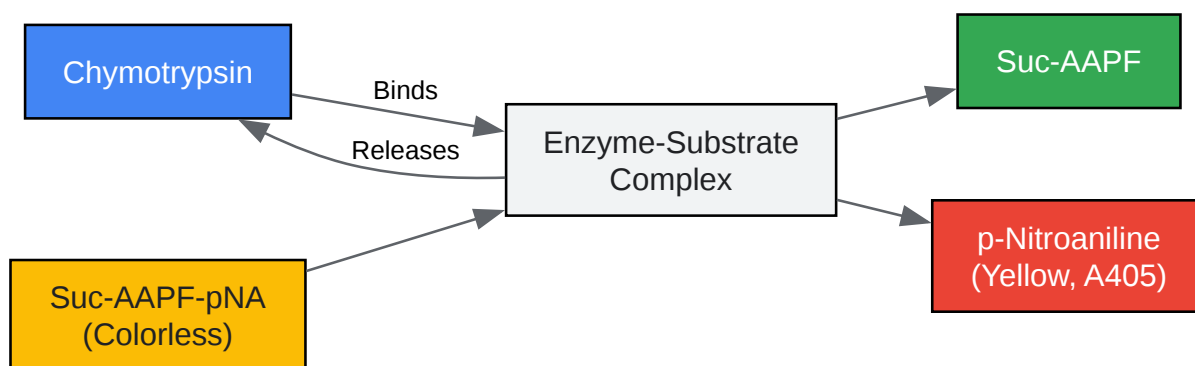 Chymotrypsin
Binds
Releases
Suc-AAPF-pNA
(Colorless)
Enzyme-Substrate
Complex
Suc-AAPF
p-Nitroaniline
(Yellow, A405)